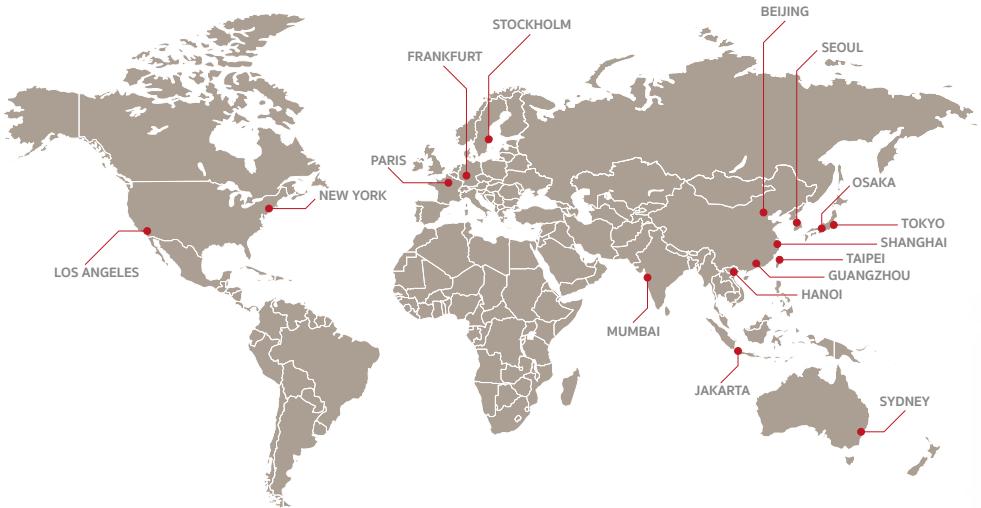 BEIJING
STOCKHOLM
SEOUL
FRANKFURT
PARIS
OSAKA
NEW YORK
TOKYO
SHANGHAI
TAIPEI
LOS ANGELES
GUANGZHOU
HANOI
MUMBAI
JAKARTA
SYDNEY